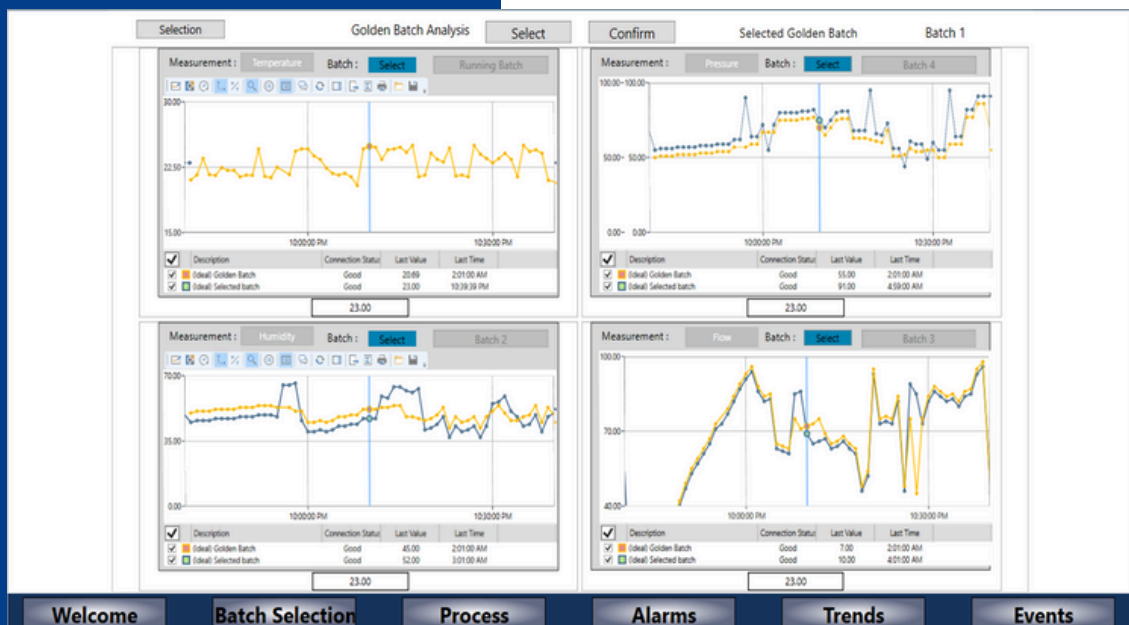 Selection Golden Batch Analysis Select Confirm Selected Golden Batch Batch 1
Measurement : Temperature Batch : Select Running Batch
30.00
22.50
15.00
10:00:00 PM 10:30:00 PM
Description Connection Status Last Value Last Time
(Ideal) Golden Batch Good 20.69 2:01:00 AM
(Ideal) Selected batch Good 23.00 10:39:39 PM
23.00
Measurement : Pressure Batch : Select Batch 4
100.00 100.00
50.00 50.00
0.00 0.00
10:00:00 PM 10:30:00 PM
Description Connection Status Last Value Last Time
(Ideal) Golden Batch Good 55.00 2:01:00 AM
(Ideal) Selected batch Good 91.00 4:59:00 AM
23.00
Measurement : Humidity Batch : Select Batch 2
70.00
35.00
0.00
10:00:00 PM 10:30:00 PM
Description Connection Status Last Value Last Time
(Ideal) Golden Batch Good 45.00 2:01:00 AM
(Ideal) Selected batch Good 52.00 3:01:00 AM
23.00
Measurement : Flow Batch : Select Batch 3
100.00
70.00
40.00
10:00:00 PM 10:30:00 PM
Description Connection Status Last Value Last Time
(Ideal) Golden Batch Good 7.00 2:01:00 AM
(Ideal) Selected batch Good 10.00 4:01:00 AM
23.00
Welcome Batch Selection Process Alarms Trends Events